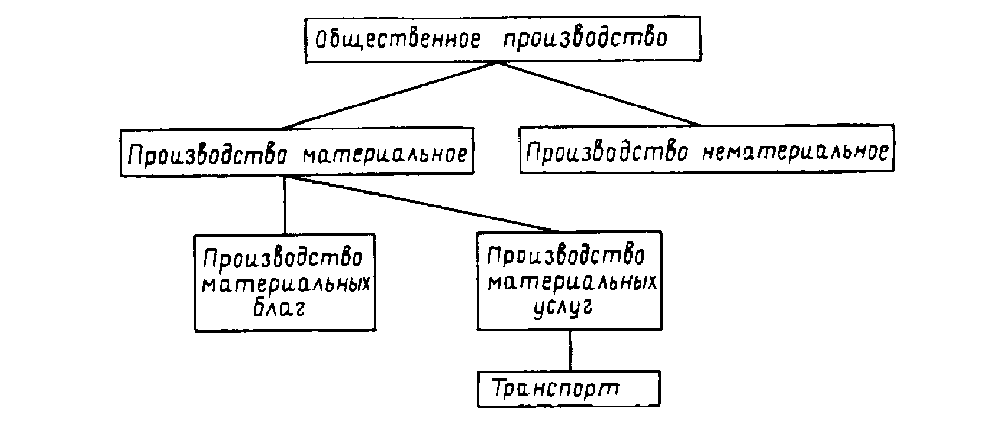 Общественное производство
Производство материальное
Производство нематериальное
Производство
материальных
благ
Производство
материальных
услуг
Транспорт